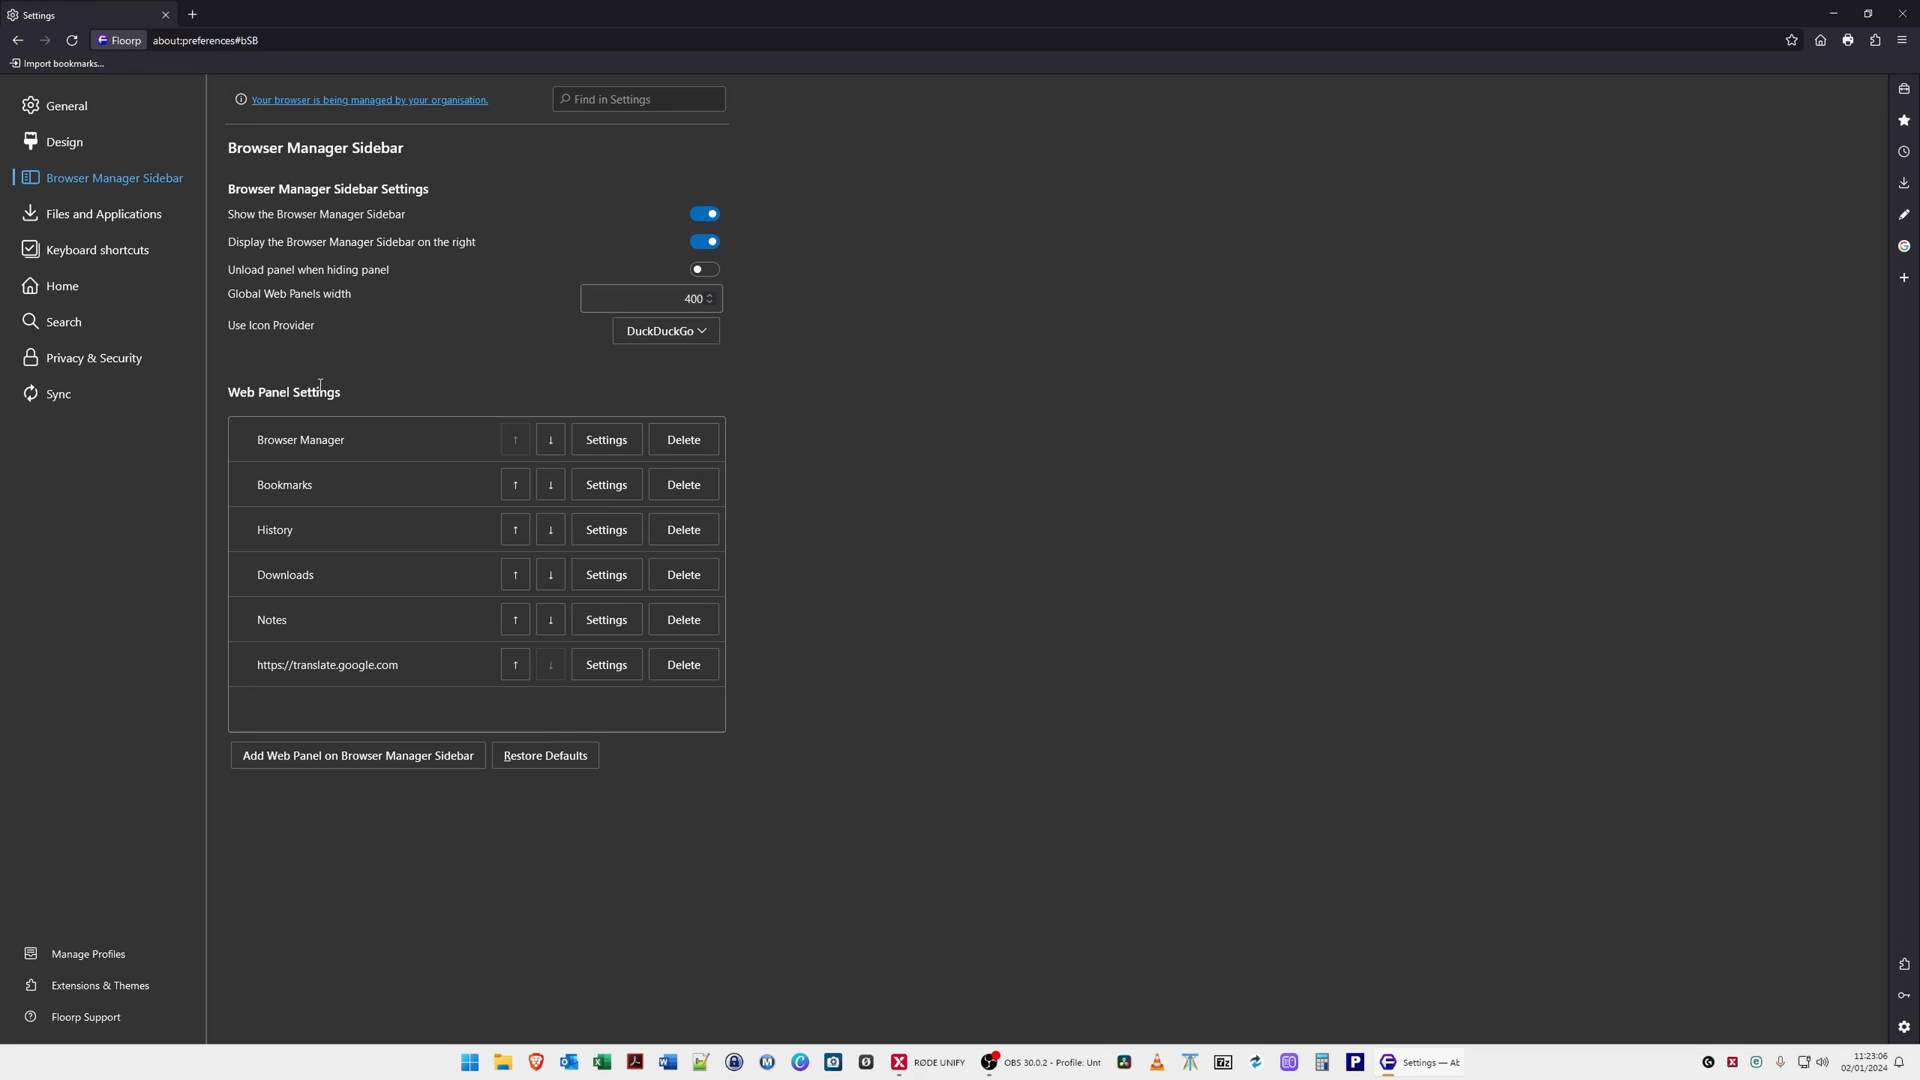 Settings
Floorp
about:preferences#bSB
Import bookmarks...
General
Design
Browser Manager Sidebar
Files and Applications
Keyboard shortcuts
Home
Search
Privacy & Security
Sync
Manage Profiles
Extensions & Themes
Floorp Support
Your browser is being managed by your organisation.
Find in Settings
Browser Manager Sidebar
Browser Manager Sidebar Settings
Show the Browser Manager Sidebar
Display the Browser Manager Sidebar on the right
Unload panel when hiding panel
Global Web Panels width 400
Use Icon Provider DuckDuckGo
Web Panel Settings
Browser Manager ↑ ↓ Settings Delete
Bookmarks ↑ ↓ Settings Delete
History ↑ ↓ Settings Delete
Downloads ↑ ↓ Settings Delete
Notes ↑ ↓ Settings Delete
https://translate.google.com ↑ ↓ Settings Delete
Add Web Panel on Browser Manager Sidebar Restore Defaults
RØDE UNIFY
OBS 30.0.2 - Profile: Unt
7z
Settings — Ab
11:23:06
02/01/2024